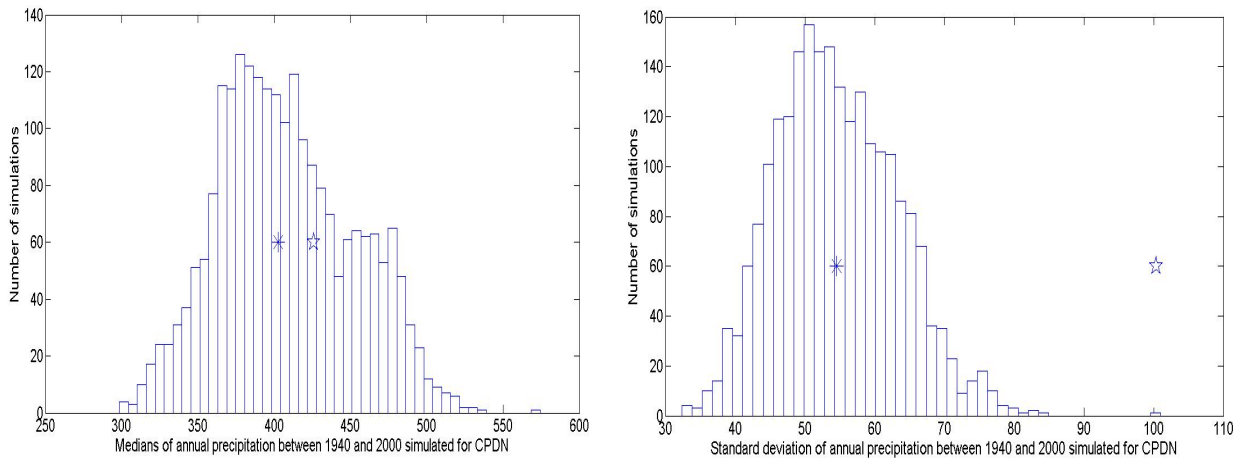 140
120
100
80
60
40
20
0
250 300 350 400 450 500 550 600
Number of simulations
Medians of annual precipitation between 1940 and 2000 simulated for CPDN
160
140
120
100
80
60
40
20
0
30 40 50 60 70 80 90 100 110
Number of simulations
Standard deviation of annual precipitation between 1940 and 2000 simulated for CPDN